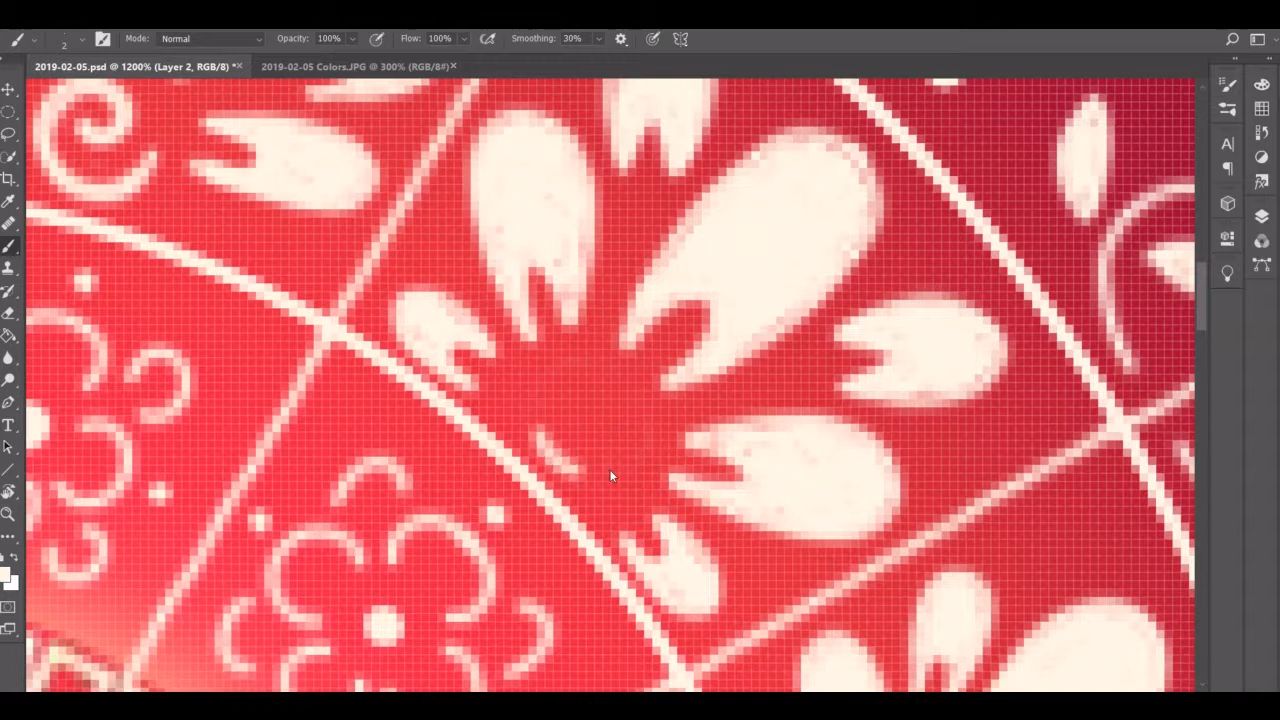 2 Mode: Normal Opacity: 100% Flow: 100% Smoothing: 30%
2019-02-05.psd @ 1200% (Layer 2, RGB/8) * × 2019-02-05 Colors.JPG @ 300% (RGB/8#) ×